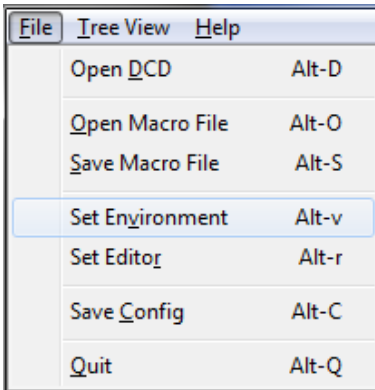 File Tree View Help
Open DCD Alt-D
Open Macro File Alt-O
Save Macro File Alt-S
Set Environment Alt-v
Set Editor Alt-r
Save Config Alt-C
Quit Alt-Q